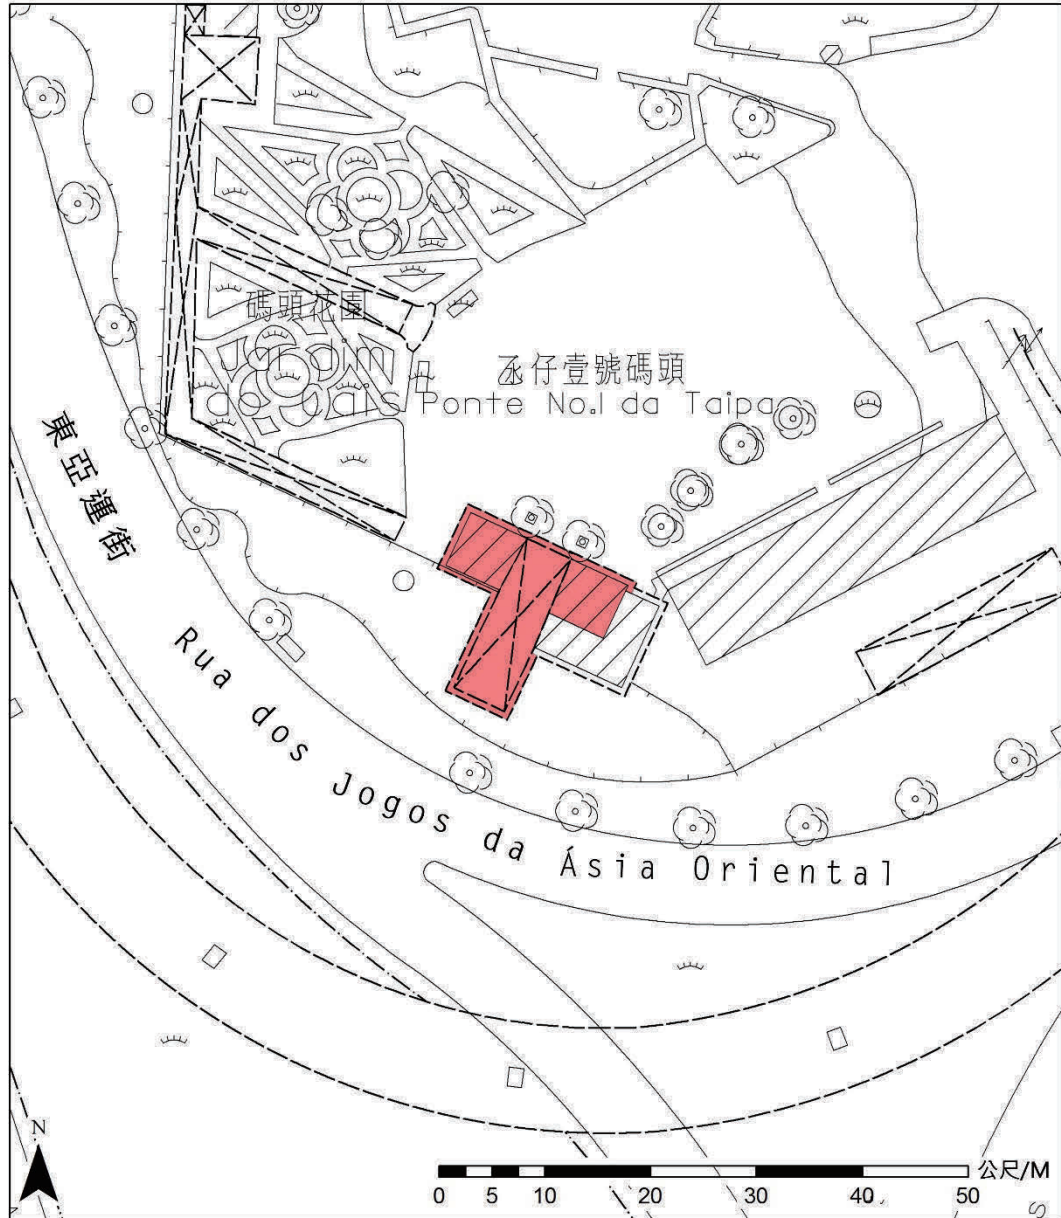 碼頭花園
Jardim
do Cais
氹仔壹號碼頭
Ponte No.1 da Taipa
東亞運街
Rua dos Jogos da Ásia Oriental
N
公尺/M
0 5 10 20 30 40 50
S